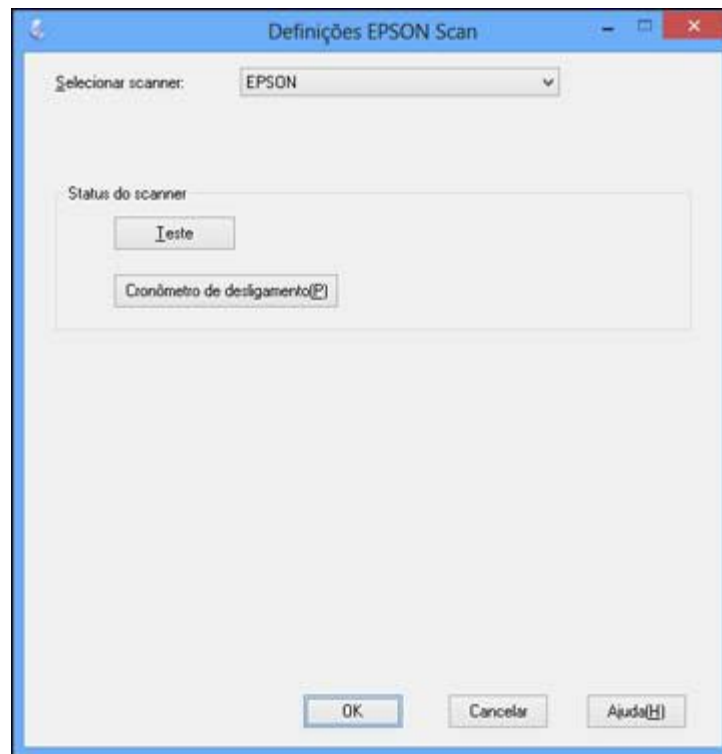 Definições EPSON Scan
Selecionar scanner: EPSON
Status do scanner
Teste
Cronômetro de desligamento(P)
OK Cancelar Ajuda(H)